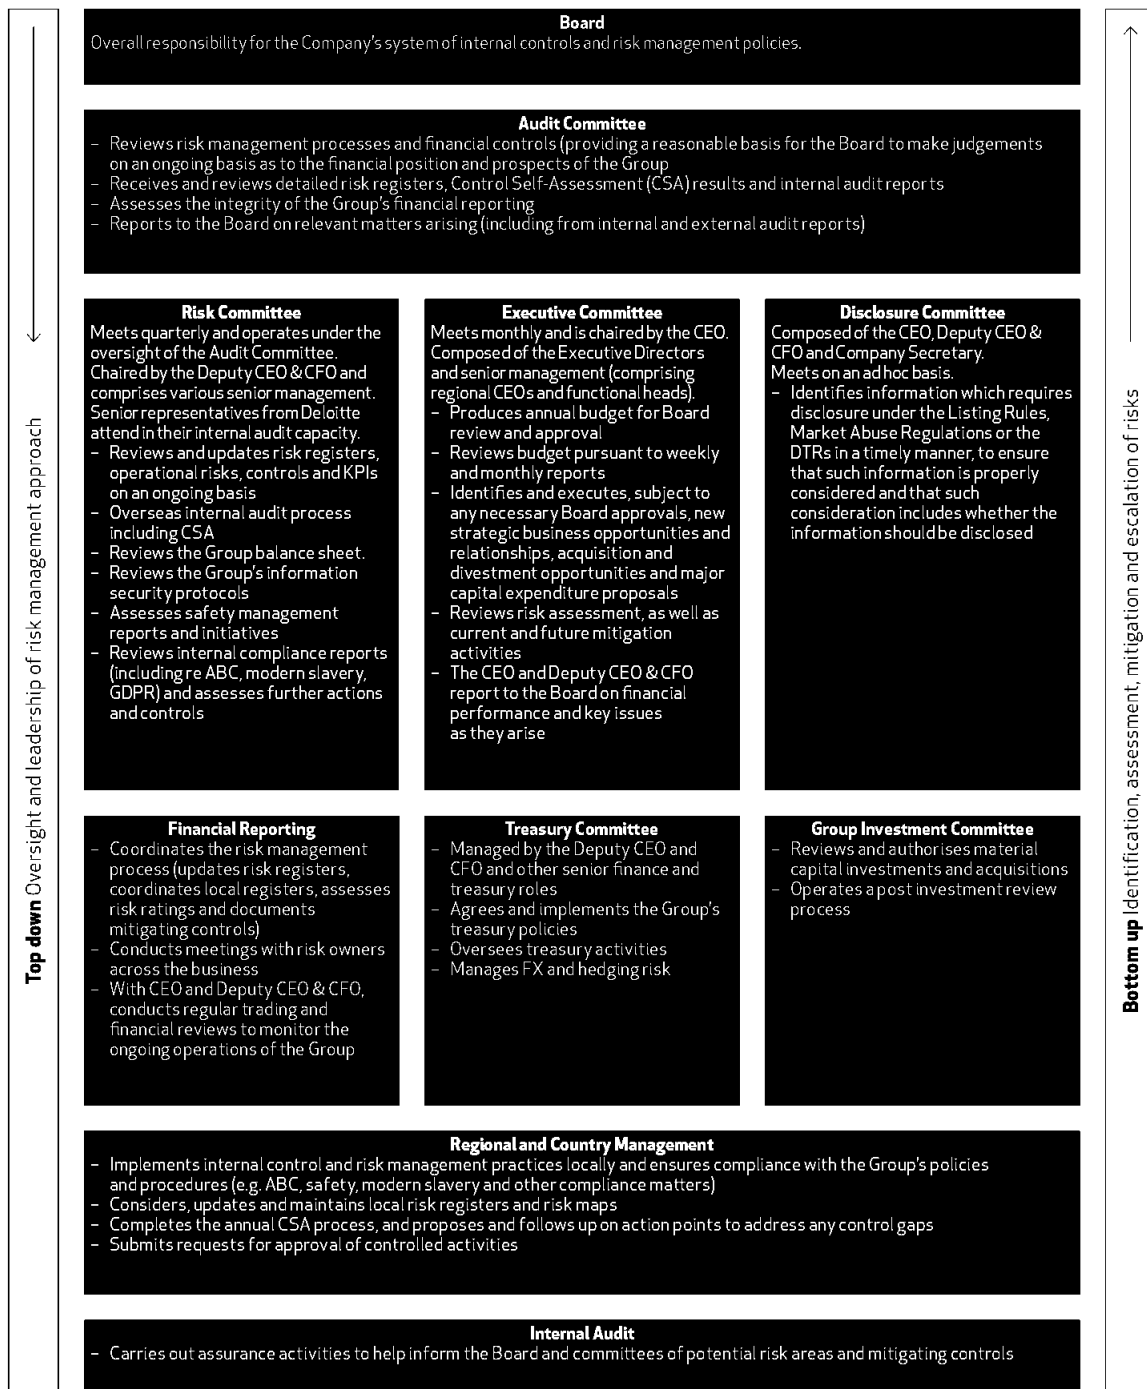 Board
Overall responsibility for the Company's system of internal controls and risk management policies.
Audit Committee
– Reviews risk management processes and financial controls (providing a reasonable basis for the Board to make judgements
on an ongoing basis as to the financial position and prospects of the Group
– Receives and reviews detailed risk registers, Control Self-Assessment (CSA) results and internal audit reports
– Assesses the integrity of the Group's financial reporting
– Reports to the Board on relevant matters arising (including from internal and external audit reports)
Risk Committee
Meets quarterly and operates under the
oversight of the Audit Committee.
Chaired by the Deputy CEO & CFO and
comprises various senior management.
Senior representatives from Deloitte
attend in their internal audit capacity.
– Reviews and updates risk registers,
operational risks, controls and KPIs
on an ongoing basis
– Overseas internal audit process
including CSA
– Reviews the Group balance sheet.
– Reviews the Group's information
security protocols
– Assesses safety management
reports and initiatives
– Reviews internal compliance reports
(including re ABC, modern slavery,
GDPR) and assesses further actions
and controls
Executive Committee
Meets monthly and is chaired by the CEO.
Composed of the Executive Directors
and senior management (comprising
regional CEOs and functional heads).
– Produces annual budget for Board
review and approval
– Reviews budget pursuant to weekly
and monthly reports
– Identifies and executes, subject to
any necessary Board approvals, new
strategic business opportunities and
relationships, acquisition and
divestment opportunities and major
capital expenditure proposals
– Reviews risk assessment, as well as
current and future mitigation
activities
– The CEO and Deputy CEO & CFO
report to the Board on financial
performance and key issues
as they arise
Disclosure Committee
Composed of the CEO, Deputy CEO &
CFO and Company Secretary.
Meets on an ad hoc basis.
– Identifies information which requires
disclosure under the Listing Rules,
Market Abuse Regulations or the
DTRs in a timely manner, to ensure
that such information is properly
considered and that such
consideration includes whether the
information should be disclosed
Financial Reporting
– Coordinates the risk management
process (updates risk registers,
coordinates local registers, assesses
risk ratings and documents
mitigating controls)
– Conducts meetings with risk owners
across the business
– With CEO and Deputy CEO & CFO,
conducts regular trading and
financial reviews to monitor the
ongoing operations of the Group
Treasury Committee
– Managed by the Deputy CEO and
CFO and other senior finance and
treasury roles
– Agrees and implements the Group's
treasury policies
– Oversees treasury activities
– Manages FX and hedging risk
Group Investment Committee
– Reviews and authorises material
capital investments and acquisitions
– Operates a post investment review
process
Regional and Country Management
– Implements internal control and risk management practices locally and ensures compliance with the Group's policies
and procedures (e.g. ABC, safety, modern slavery and other compliance matters)
– Considers, updates and maintains local risk registers and risk maps
– Completes the annual CSA process, and proposes and follows up on action points to address any control gaps
– Submits requests for approval of controlled activities
Internal Audit
– Carries out assurance activities to help inform the Board and committees of potential risk areas and mitigating controls
Top down Oversight and leadership of risk management approach
Bottom up Identification, assessment, mitigation and escalation of risks